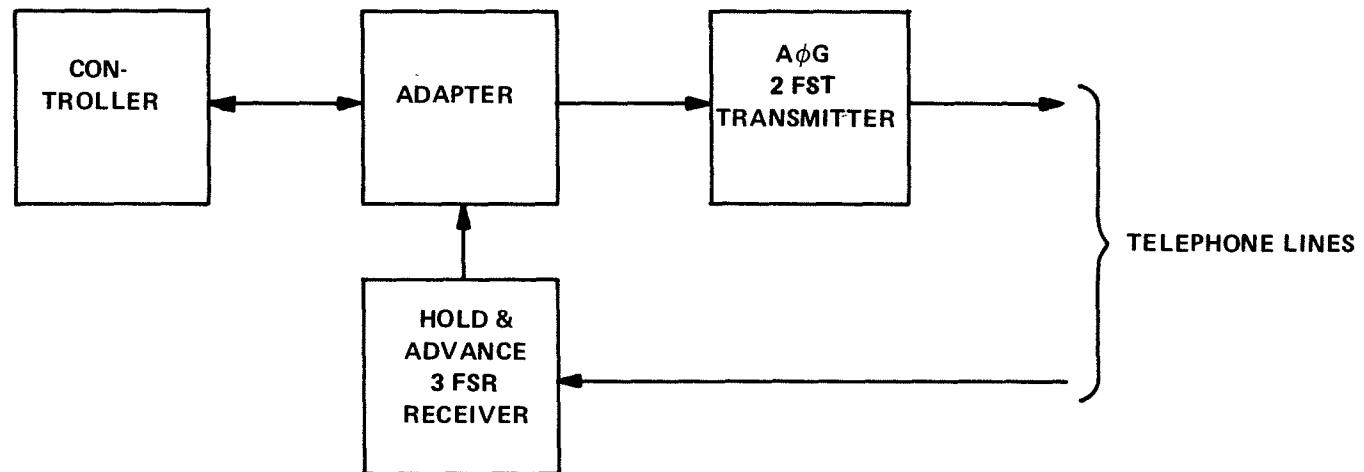 CON-
TROLLER
ADAPTER
AϕG
2 FST
TRANSMITTER
TELEPHONE LINES
HOLD &
ADVANCE
3 FSR
RECEIVER